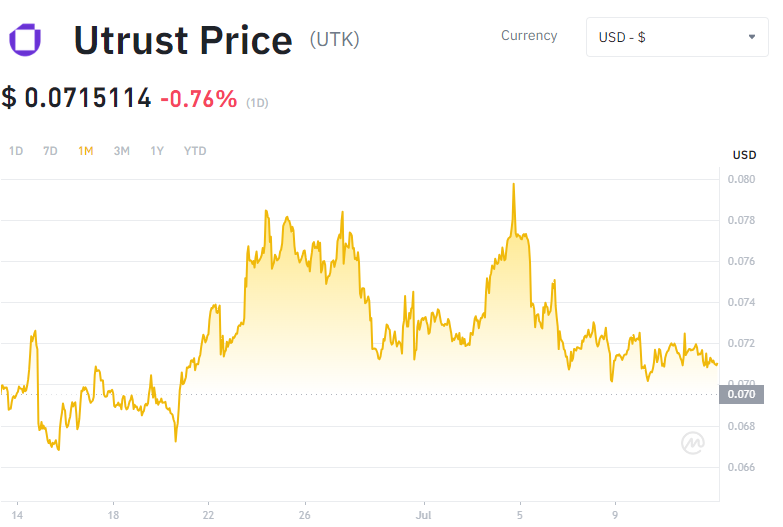 Utrust Price (UTK)
Currency
USD - $
$ 0.0715114 -0.76% (1D)
1D 7D 1M 3M 1Y YTD
USD
0.080
0.078
0.076
0.074
0.072
0.070
0.070
0.068
0.066
14 18 22 26 Jul 5 9